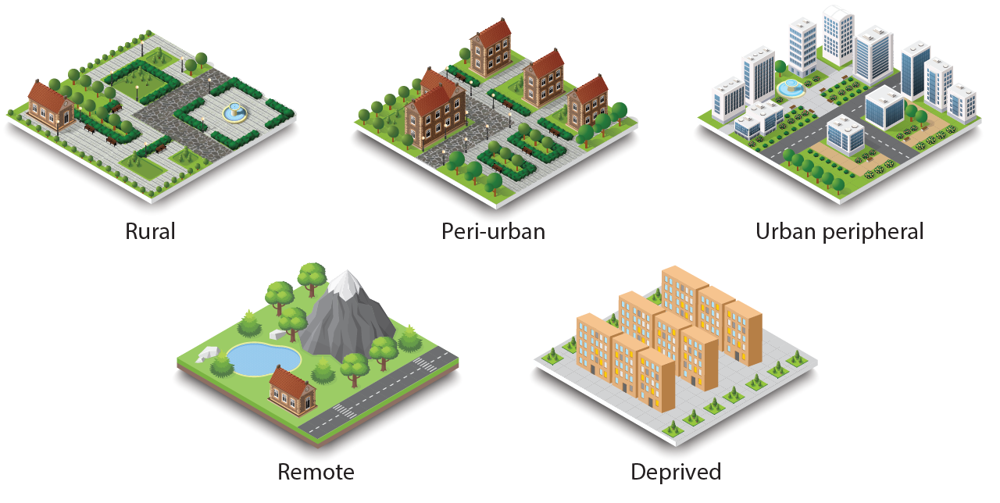 Rural
Peri-urban
Urban peripheral
Remote
Deprived